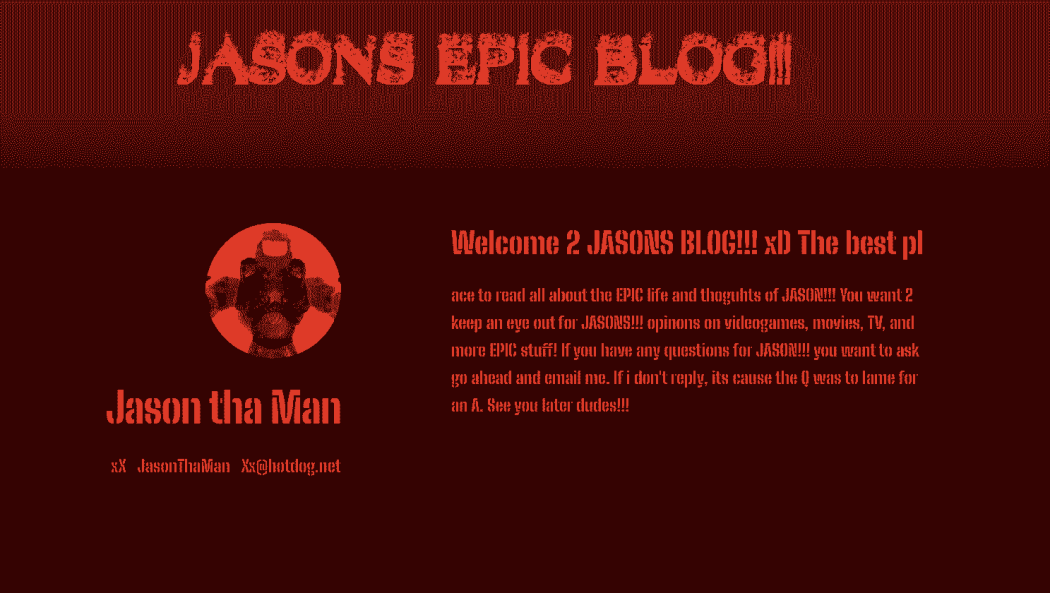 JASONS EPIC BLOG!!!
Welcome 2 JASONS BLOG!!! xD The best pl
ace to read all about the EPIC life and thoguhts of JASON!!! You want 2
keep an eye out for JASONS!!! opinons on videogames, movies, TV, and
more EPIC stuff! If you have any questions for JASON!!! you want to ask
go ahead and email me. If i don't reply, its cause the Q was to lame for
an A. See you later dudes!!!
Jason tha Man
xX JasonThaMan Xx@hotdog.net